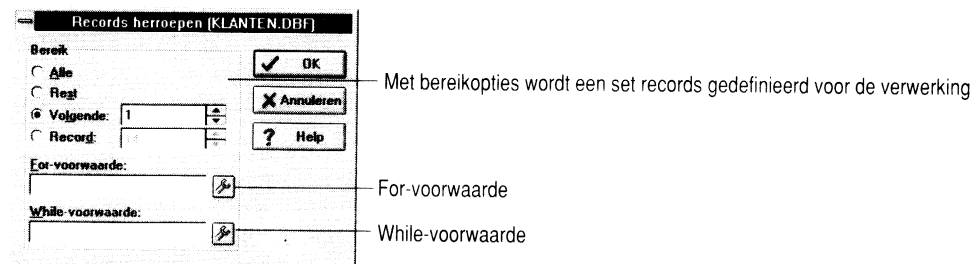 Records herroepen (KLANTEN.DBF)
Bereik
Alle
Rest
Volgende: 1
Record:
For-voorwaarde:
While-voorwaarde:
OK
Annuleren
? Help
Met bereikopties wordt een set records gedefinieerd voor de verwerking
For-voorwaarde
While-voorwaarde